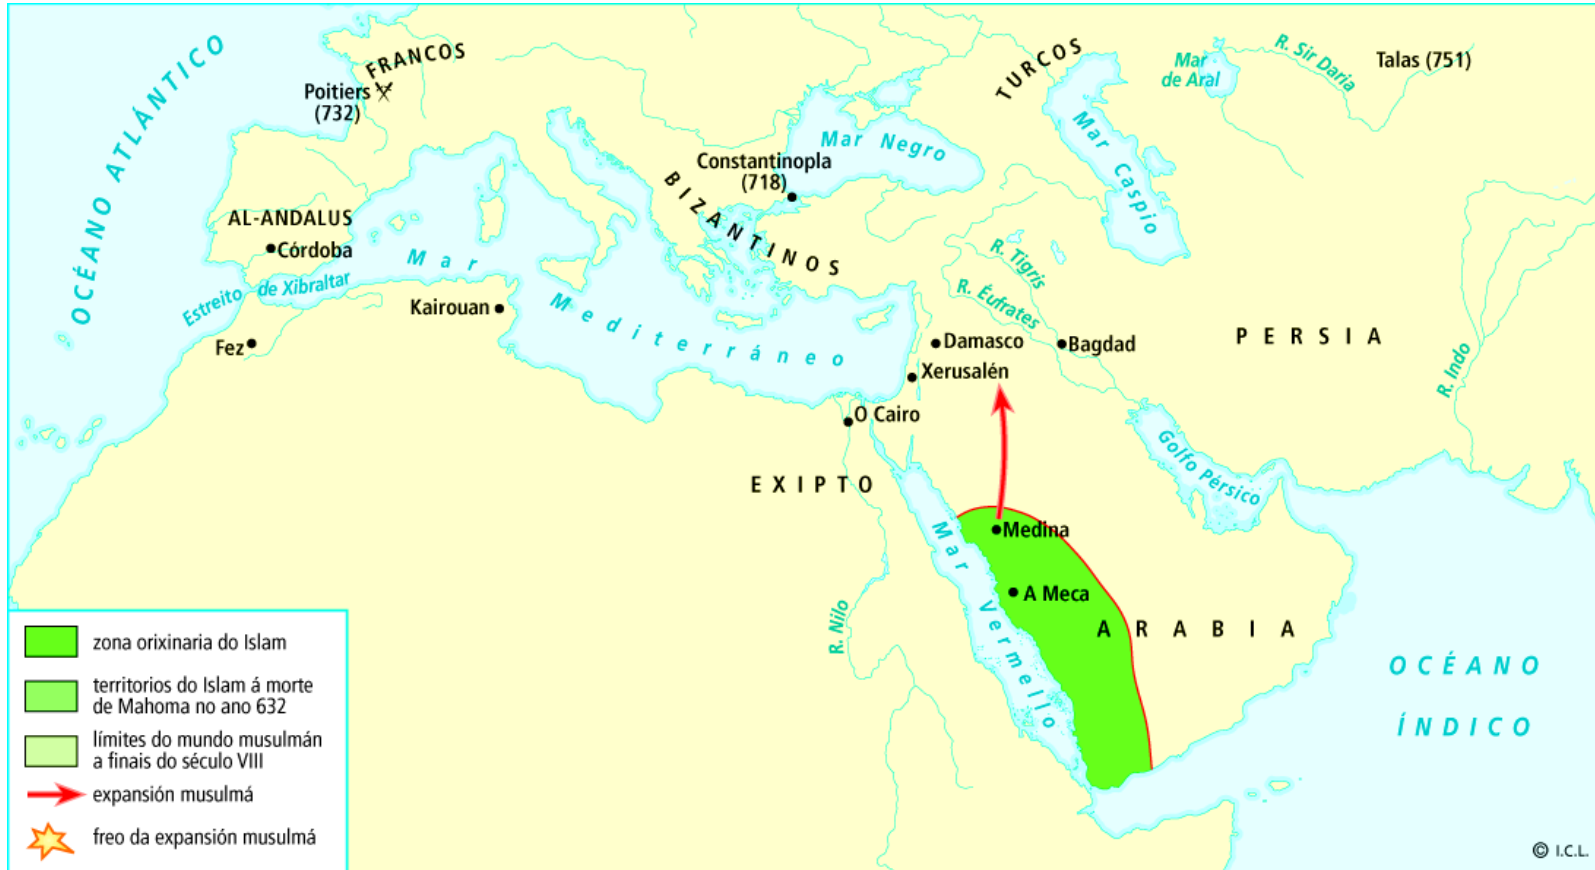 OCÉANO ATLÁNTICO
FRANCOS
Poitiers
(732)
TURCOS
Mar
de Aral
R. Sir Daria
Talas (751)
Mar Negro
Mar Caspio
Constantinopla
(718)
BIZANTINOS
AL-ANDALUS
Córdoba
Estreito de Xibraltar
Mar Mediterráneo
Kairouan
Fez
R. Tigris
R. Éufrates
Damasco
Bagdad
PERSIA
R. Indo
Xerusalén
O Cairo
EXIPTO
Golfo Pérsico
Medina
A Meca
Mar Vermello
ARABIA
R. Nilo
OCÉANO
ÍNDICO
zona orixinaria do Islam
territorios do Islam á morte
de Mahoma no ano 632
límites do mundo musulmán
a finais do século VIII
expansión musulmá
freo da expansión musulmá
© I.C.L.